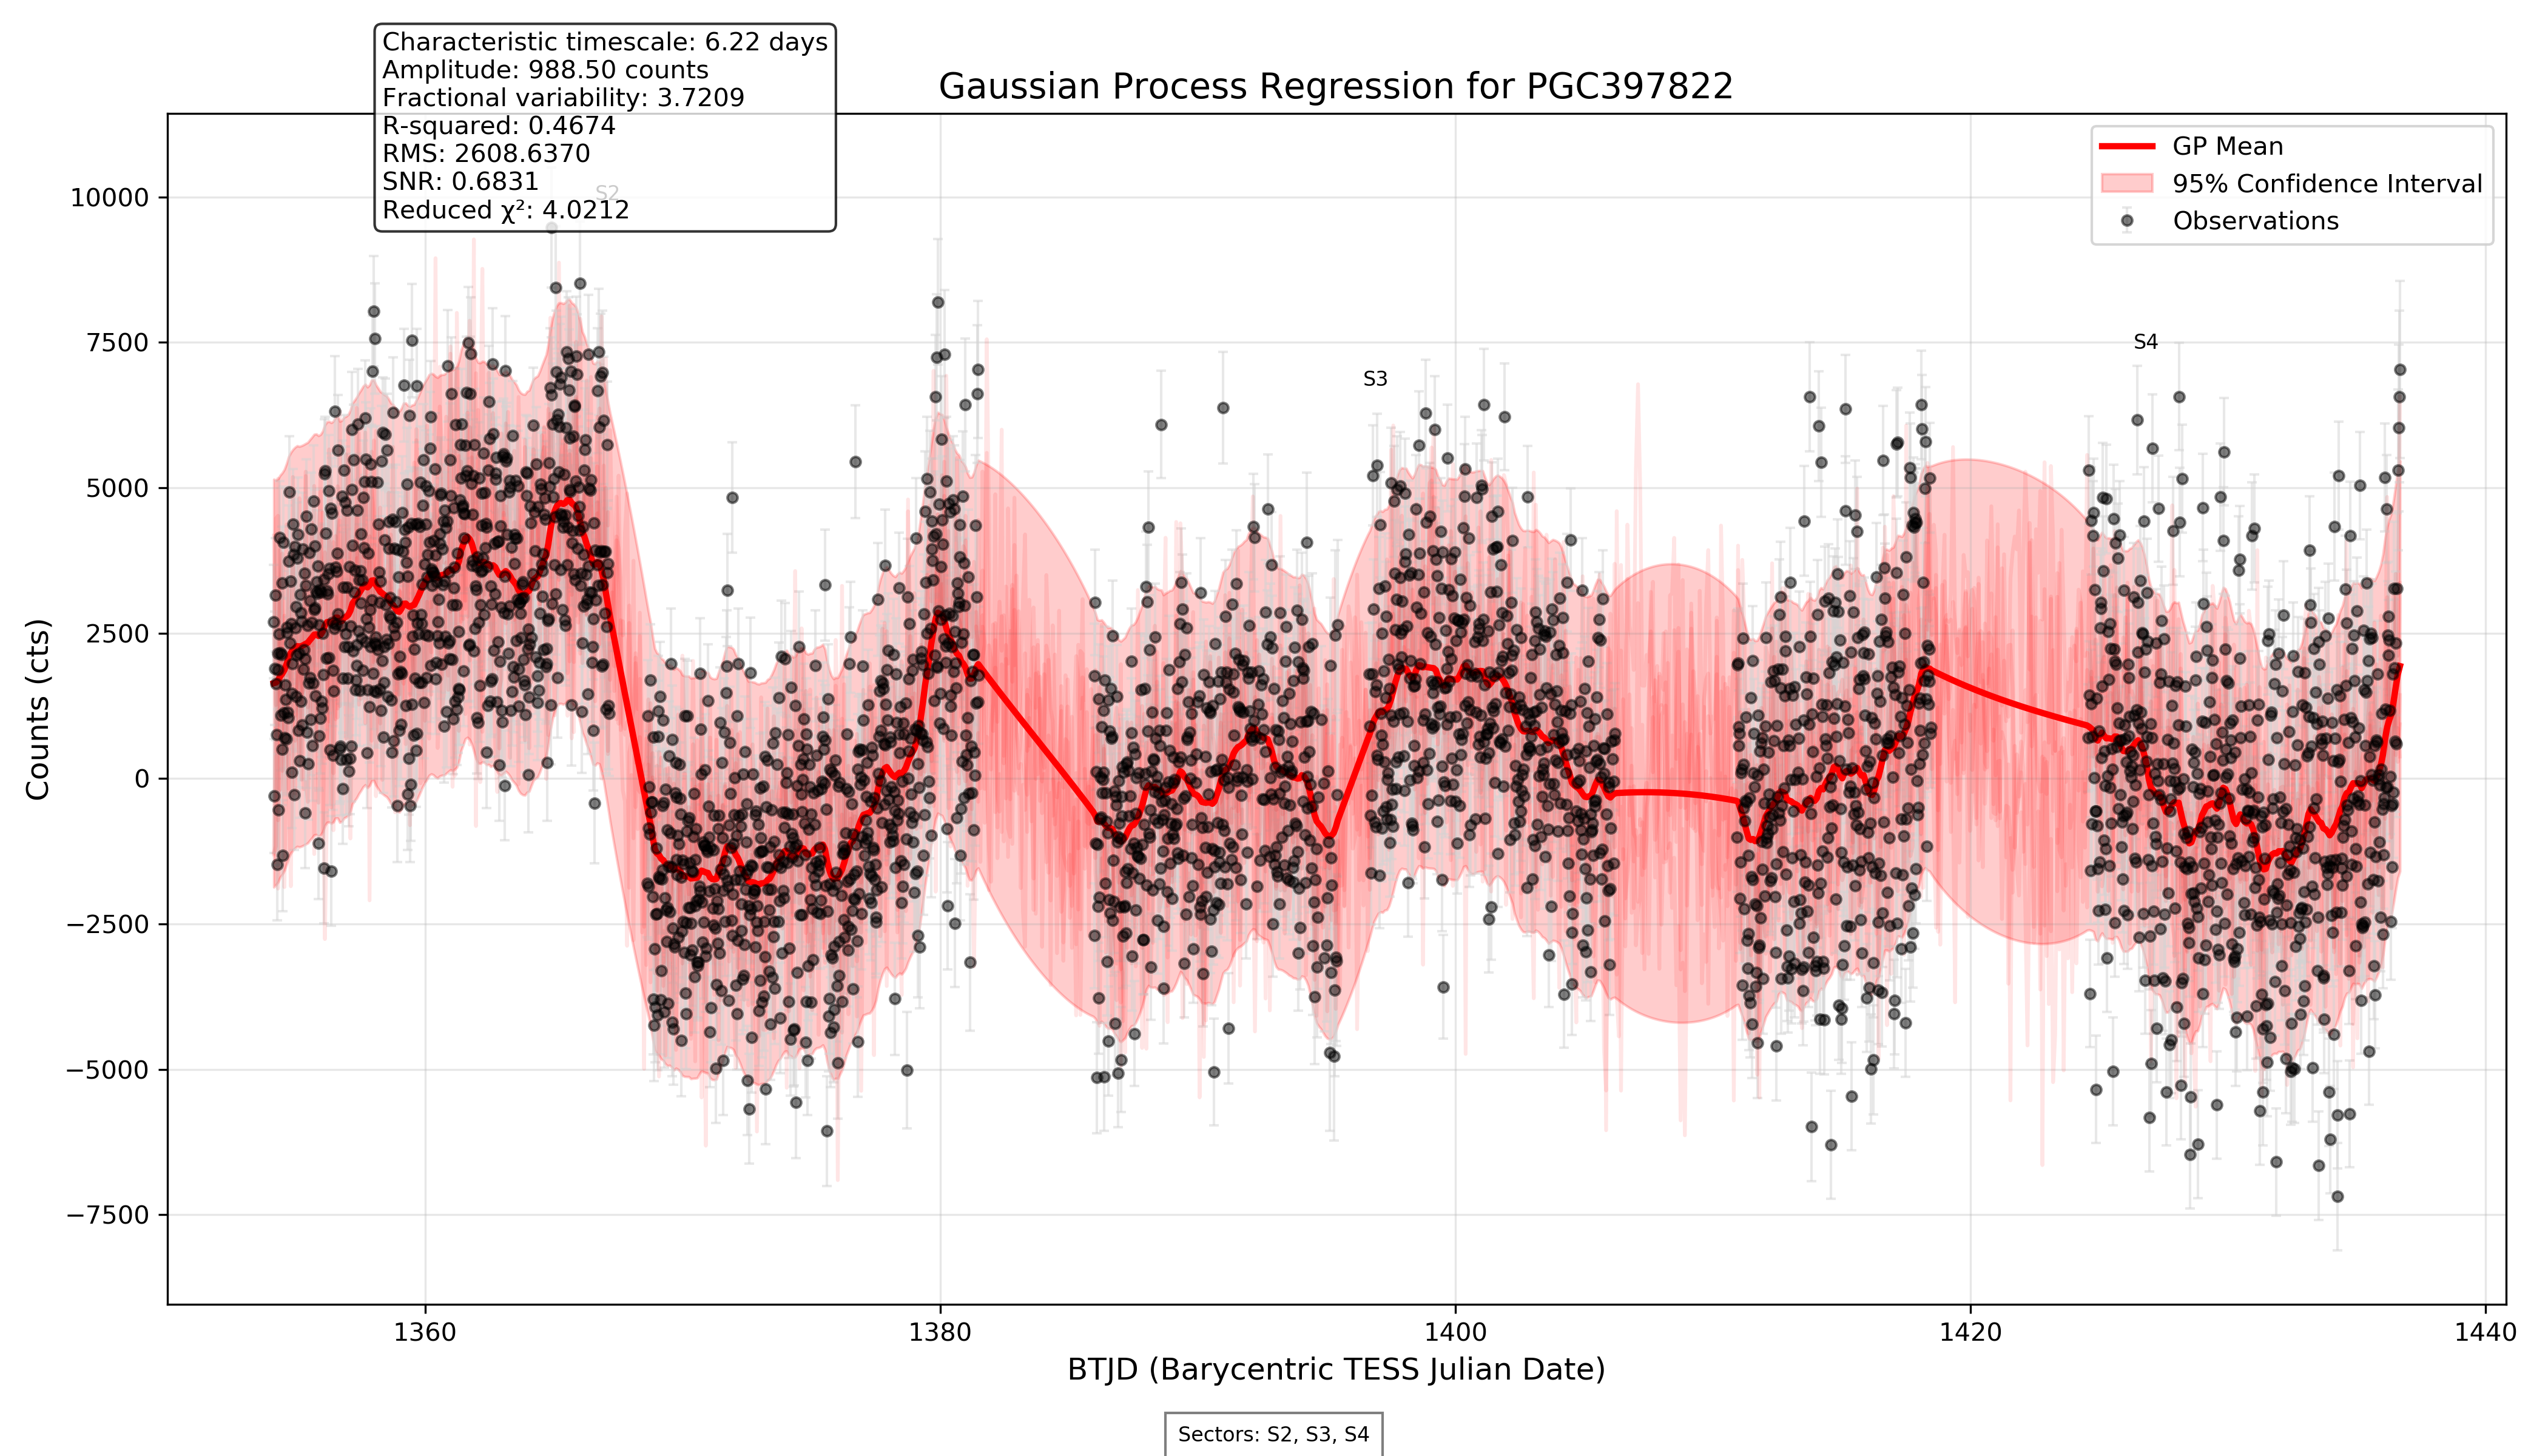 Characteristic timescale: 6.22 days
Amplitude: 988.50 counts
Fractional variability: 3.7209
R-squared: 0.4674
RMS: 2608.6370
SNR: 0.6831
Reduced χ²: 4.0212
S2
Gaussian Process Regression for PGC397822
GP Mean
95% Confidence Interval
Observations
S3
S4
Counts (cts)
10000
7500
5000
2500
0
−2500
−5000
−7500
1360
1380
1400
1420
1440
BTJD (Barycentric TESS Julian Date)
Sectors: S2, S3, S4